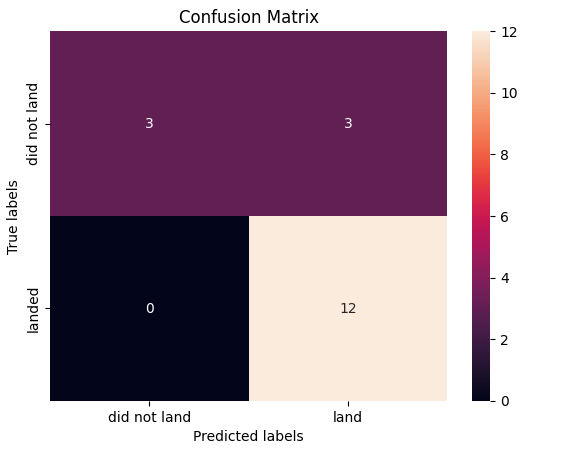 Confusion Matrix
True labels
did not land
landed
3
3
0
12
did not land
land
Predicted labels
12
10
8
6
4
2
0